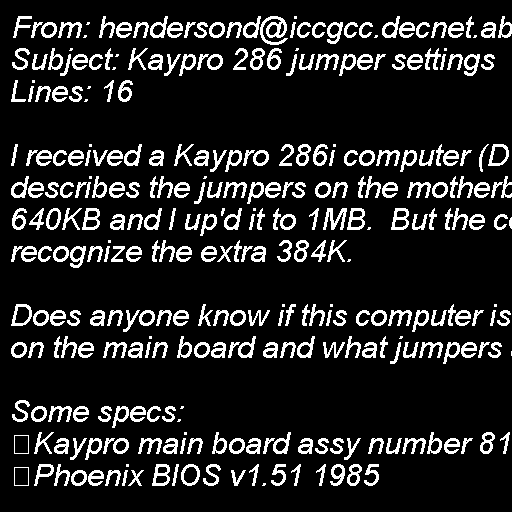 From: hendersond@iccgcc.decnet.ab
Subject: Kaypro 286 jumper settings
Lines: 16
I received a Kaypro 286i computer (D
describes the jumpers on the motherb
640KB and I up'd it to 1MB.  But the c
recognize the extra 384K.
Does anyone know if this computer is
on the main board and what jumpers
Some specs:
Kaypro main board assy number 81
Phoenix BIOS v1.51 1985